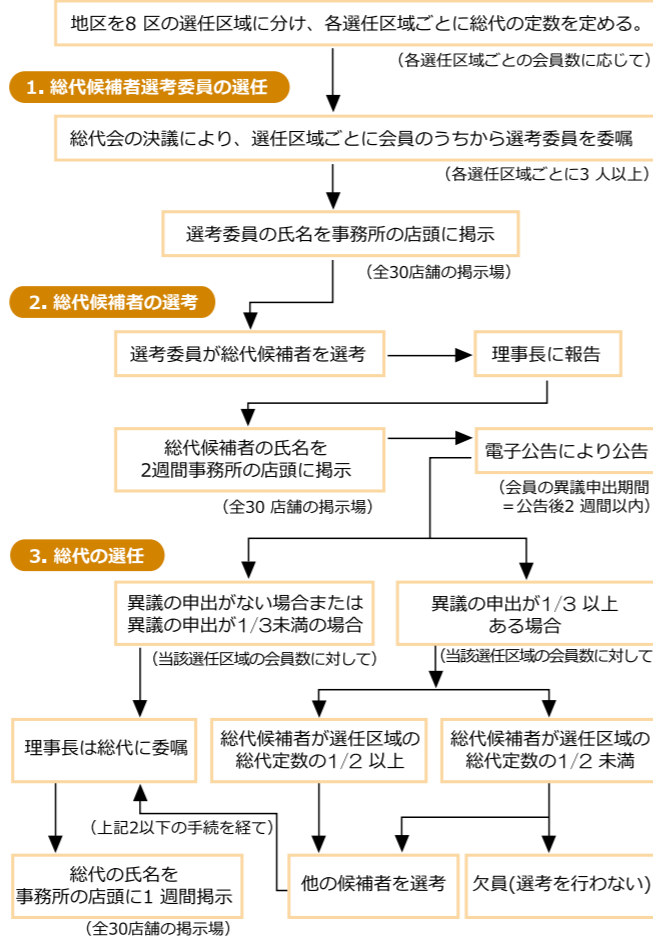 地区を8 区の選任区域に分け、各選任区域ごとに総代の定数を定める。
（各選任区域ごとの会員数に応じて）
1. 総代候補者選考委員の選任
総代会の決議により、選任区域ごとに会員のうちから選考委員を委嘱
（各選任区域ごとに3 人以上）
選考委員の氏名を事務所の店頭に掲示
（全30店舗の掲示場）
2. 総代候補者の選考
選考委員が総代候補者を選考
理事長に報告
総代候補者の氏名を
2週間事務所の店頭に掲示
（全30 店舗の掲示場）
電子公告により公告
（会員の異議申出期間
＝公告後2 週間以内）
3. 総代の選任
異議の申出がない場合または
異議の申出が1/3未満の場合
（当該選任区域の会員数に対して）
異議の申出が1/3 以上
ある場合
（当該選任区域の会員数に対して
理事長は総代に委嘱
総代候補者が選任区域の
総代定数の1/2 以上
総代候補者が選任区域の
総代定数の1/2 未満
（上記2以下の手続を経て）
総代の氏名を
事務所の店頭に1 週間掲示
（全30店舗の掲示場）
他の候補者を選考
欠員(選考を行わない)